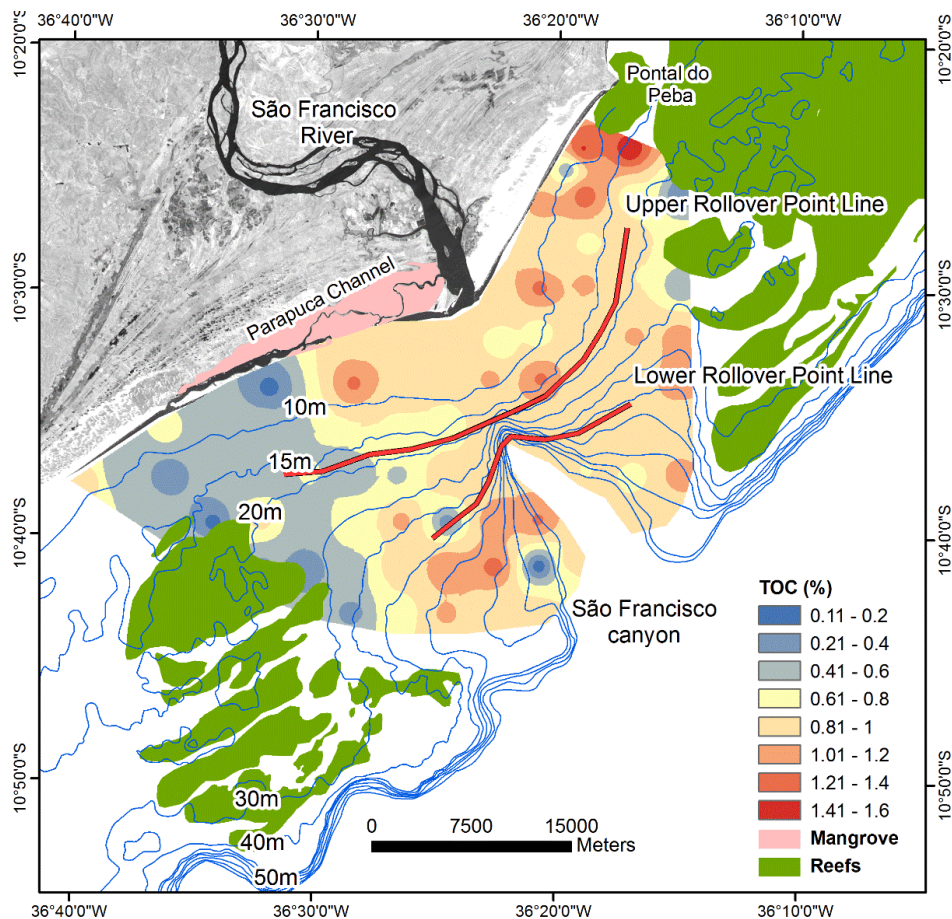 36°40'0"W
36°30'0"W
36°20'0"W
36°10'0"W
10°20'0"S
10°20'0"S
Pontal do
Peba
São Francisco
River
Upper Rollover Point Line
10°30'0"S
10°30'0"S
Parapuca Channel
Lower Rollover Point Line
10m
15m
20m
10°40'0"S
10°40'0"S
São Francisco
canyon
TOC (%)
0.11 - 0.2
0.21 - 0.4
0.41 - 0.6
0.61 - 0.8
0.81 - 1
1.01 - 1.2
1.21 - 1.4
1.41 - 1.6
Mangrove
Reefs
10°50'0"S
10°50'0"S
30m
40m
50m
0 7500 15000
Meters
36°40'0"W
36°30'0"W
36°20'0"W
36°10'0"W